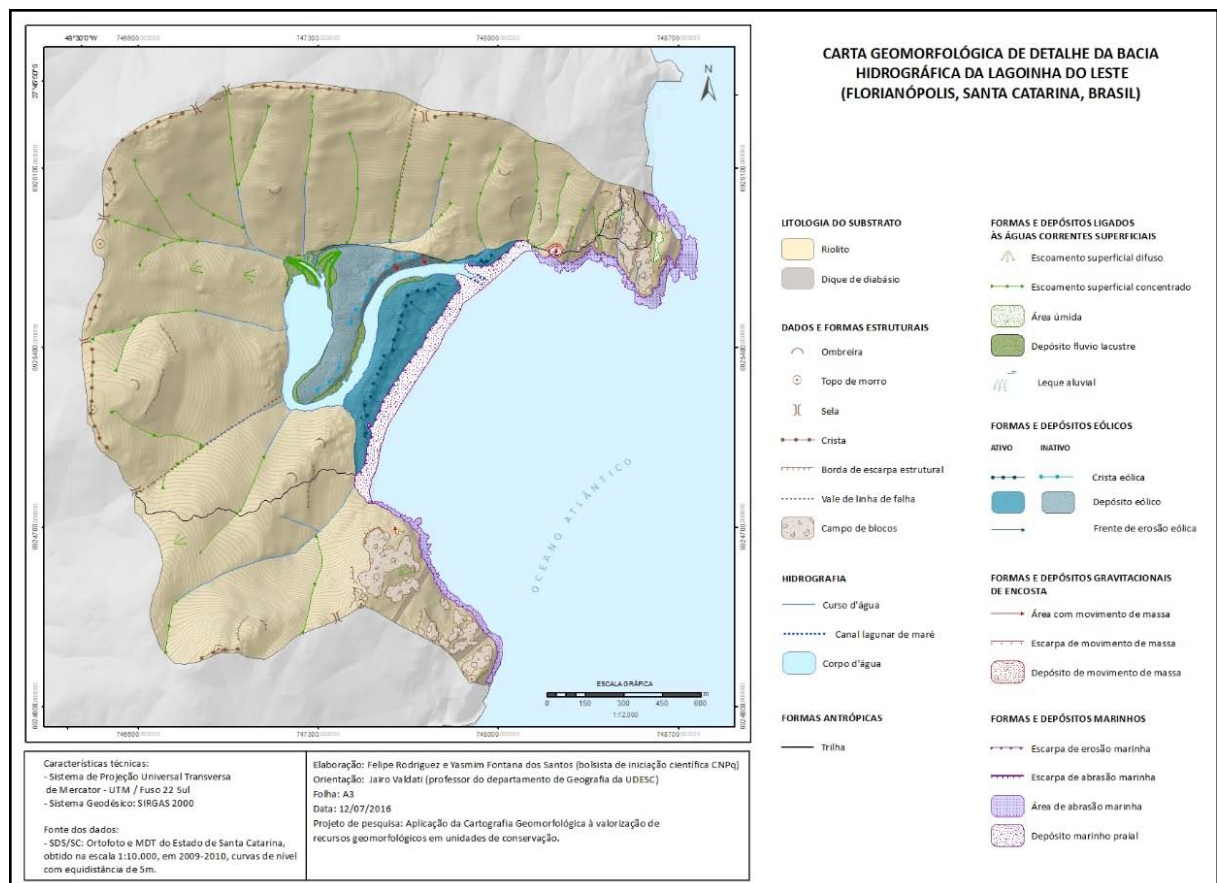 CARTA GEOMORFOLÓGICA DE DETALHE DA BACIA
HIDROGRÁFICA DA LAGOINHA DO LESTE
(FLORIANÓPOLIS, SANTA CATARINA, BRASIL)
N
OCEANO ATLÂNTICO
ESCALA GRÁFICA
0 150 300 450 600
m
1:12.000
LITOLOGIA DO SUBSTRATO
Riolito
Dique de diabásio
DADOS E FORMAS ESTRUTURAIS
Ombreira
Topo de morro
Sela
Crista
Borda de escarpa estrutural
Vale de linha de falha
Campo de blocos
HIDROGRAFIA
Curso d'água
Canal lagunar de maré
Corpo d'água
FORMAS ANTRÓPICAS
Trilha
FORMAS E DEPÓSITOS LIGADOS
ÀS ÁGUAS CORRENTES SUPERFICIAIS
Escoamento superficial difuso
Escoamento superficial concentrado
Área úmida
Depósito fluvio lacustre
Leque aluvial
FORMAS E DEPÓSITOS EÓLICOS
ATIVO INATIVO
Crista eólica
Depósito eólico
Frente de erosão eólica
FORMAS E DEPÓSITOS GRAVITACIONAIS
DE ENCOSTA
Área com movimento de massa
Escarpa de movimento de massa
Depósito de movimento de massa
FORMAS E DEPÓSITOS MARINHOS
Escarpa de erosão marinha
Escarpa de abrasão marinha
Área de abrasão marinha
Depósito marinho praial
Características técnicas:
- Sistema de Projeção Universal Transversa
de Mercator - UTM / Fuso 22 Sul
- Sistema Geodésico: SIRGAS 2000
Fonte dos dados:
- SDS/SC: Ortofoto e MDT do Estado de Santa Catarina,
obtido na escala 1:10.000, em 2009-2010, curvas de nível
com equidistância de 5m.
Elaboração: Felipe Rodriguez e Yasmim Fontana dos Santos (bolsista de iniciação científica CNPq)
Orientação: Jairo Valdati (professor do departamento de Geografia da UDESC)
Folha: A3
Data: 12/07/2016
Projeto de pesquisa: Aplicação da Cartografia Geomorfológica à valorização de
recursos geomorfológicos em unidades de conservação.